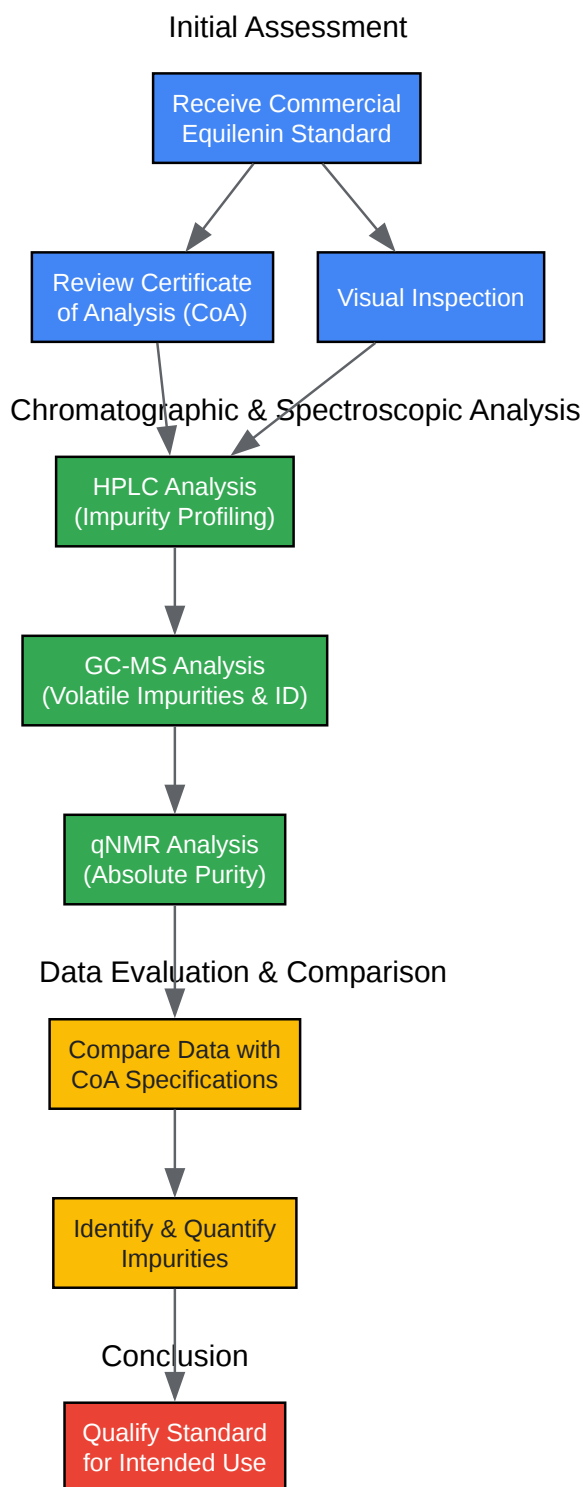 Initial Assessment
Receive Commercial
Equilenin Standard
Review Certificate
of Analysis (CoA)
Visual Inspection
Chromatographic & Spectroscopic Analysis
HPLC Analysis
(Impurity Profiling)
GC-MS Analysis
(Volatile Impurities & ID)
qNMR Analysis
(Absolute Purity)
Data Evaluation & Comparison
Compare Data with
CoA Specifications
Identify & Quantify
Impurities
Conclusion
Qualify Standard
for Intended Use